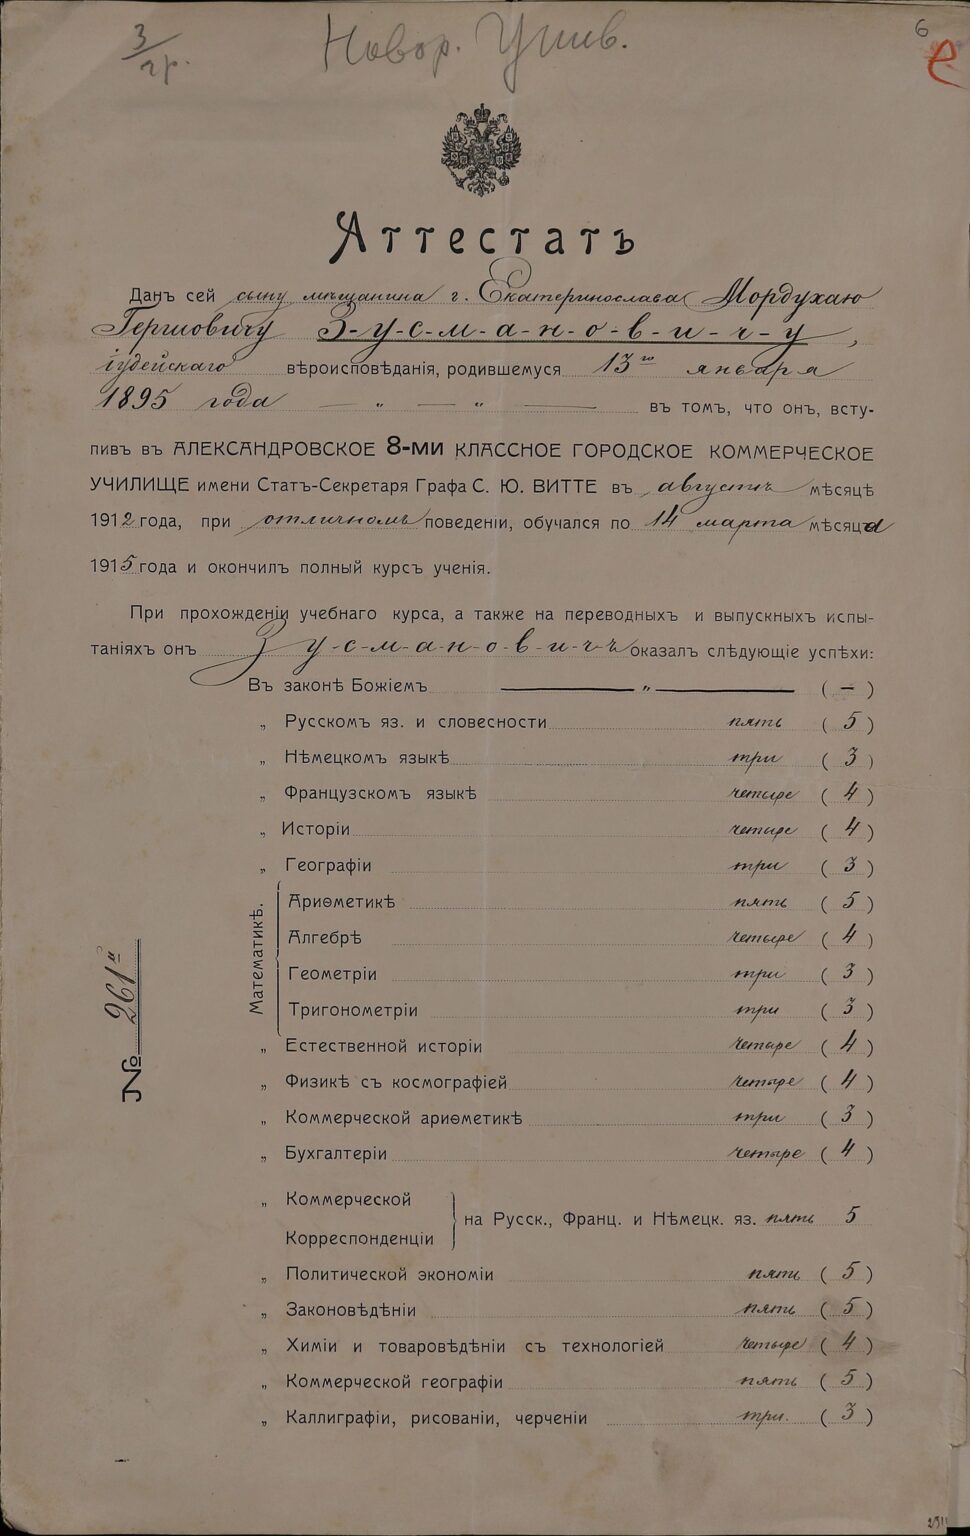 3/гр.
Новор. Унив.
6
Аттестатъ
Данъ сей сыну мѣщанина г. Екатеринослава Мордухаю
Гершовичу З-у-с-м-а-н-о-в-и-ч-у,
іудейскаго вѣроисповѣданія, родившемуся 13го января
1895 года — „ — „ — въ томъ, что онъ, всту-
пивъ въ АЛЕКСАНДРОВСКОЕ 8-МИ КЛАССНОЕ ГОРОДСКОЕ КОММЕРЧЕСКОЕ
УЧИЛИЩЕ имени Статъ-Секретаря Графа С. Ю. ВИТТЕ въ августѣ мѣсяцѣ
1912 года, при отличномъ поведеніи, обучался по 14 марта мѣсяца
1915 года и окончилъ полный курсъ ученія.
При прохожденіи учебнаго курса, а также на переводныхъ и выпускныхъ испы-
таніяхъ онъ З у-с-м-а-н-о-в-и-ч-ъ оказалъ слѣдующіе успѣхи:
Въ законѣ Божіемъ — „ — ( — )
„ Русскомъ яз. и словесности пять ( 5 )
„ Нѣмецкомъ языкѣ три ( 3 )
„ Французскомъ языкѣ четыре ( 4 )
„ Исторіи четыре ( 4 )
„ Географіи три ( 3 )
Математикѣ.
Ариѳметикѣ пять ( 5 )
Алгебрѣ четыре ( 4 )
Геометріи три ( 3 )
Тригонометріи три ( 3 )
„ Естественной исторіи четыре ( 4 )
„ Физикѣ съ космографіей четыре ( 4 )
„ Коммерческой ариѳметикѣ три ( 3 )
„ Бухгалтеріи четыре ( 4 )
„ Коммерческой
Корреспонденціи
на Русск., Франц. и Нѣмецк. яз. пять 5
„ Политической экономіи пять ( 5 )
„ Законовѣдѣніи пять ( 5 )
„ Химіи и товаровѣдѣніи съ технологіей четыре ( 4 )
„ Коммерческой географіи пять ( 5 )
„ Каллиграфіи, рисованіи, черченіи три. ( 3 )
№ 261й